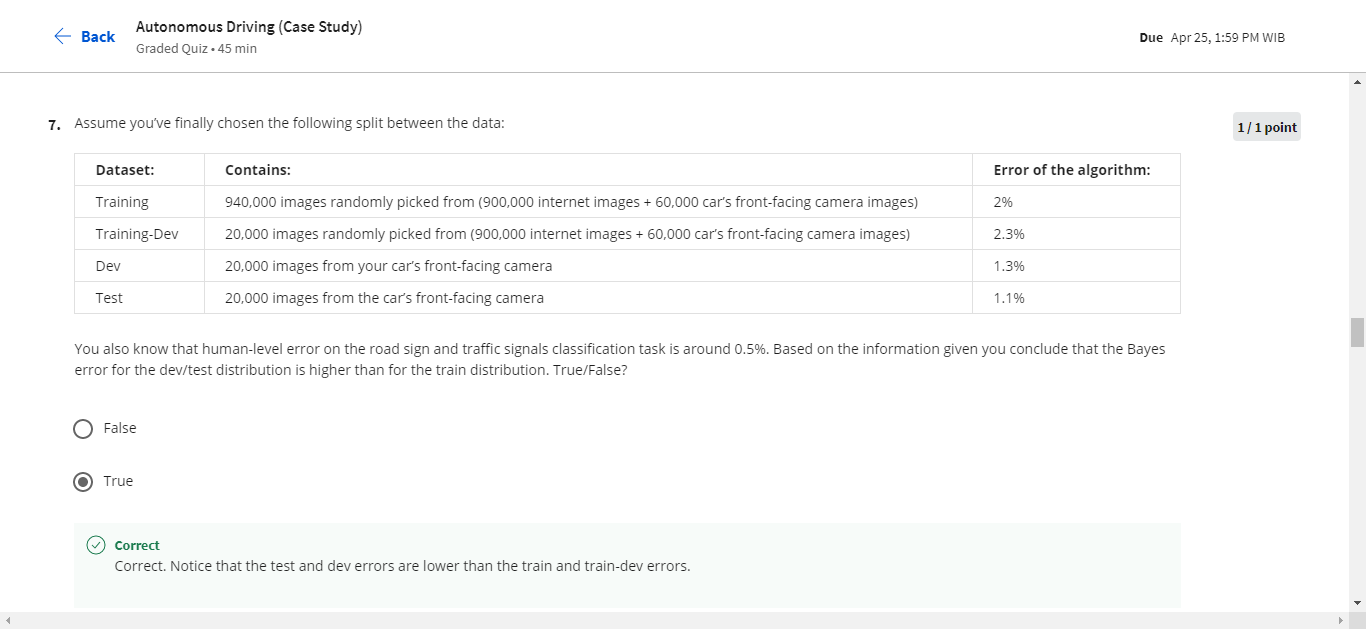 Back
Autonomous Driving (Case Study)
Graded Quiz • 45 min
Due Apr 25, 1:59 PM WIB
7. Assume you've finally chosen the following split between the data:
1 / 1 point
Dataset: Contains: Error of the algorithm:
Training 940,000 images randomly picked from (900,000 internet images + 60,000 car's front-facing camera images) 2%
Training-Dev 20,000 images randomly picked from (900,000 internet images + 60,000 car's front-facing camera images) 2.3%
Dev 20,000 images from your car's front-facing camera 1.3%
Test 20,000 images from the car's front-facing camera 1.1%
You also know that human-level error on the road sign and traffic signals classification task is around 0.5%. Based on the information given you conclude that the Bayes
error for the dev/test distribution is higher than for the train distribution. True/False?
False
True
Correct
Correct. Notice that the test and dev errors are lower than the train and train-dev errors.